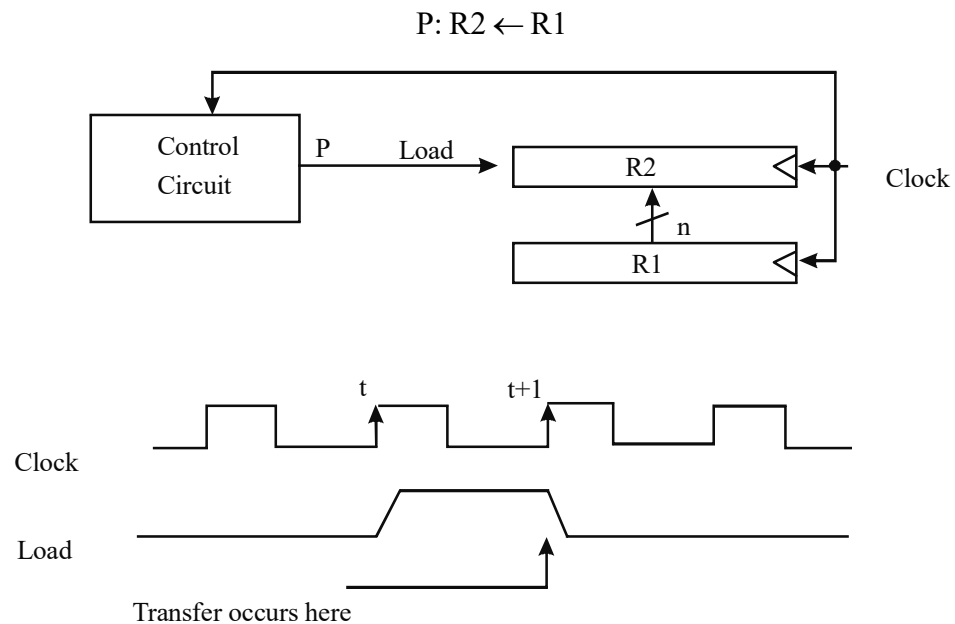 P: R2 ← R1
Control
Circuit
P
Load
R2
Clock
n
R1
t
t+1
Clock
Load
Transfer occurs here